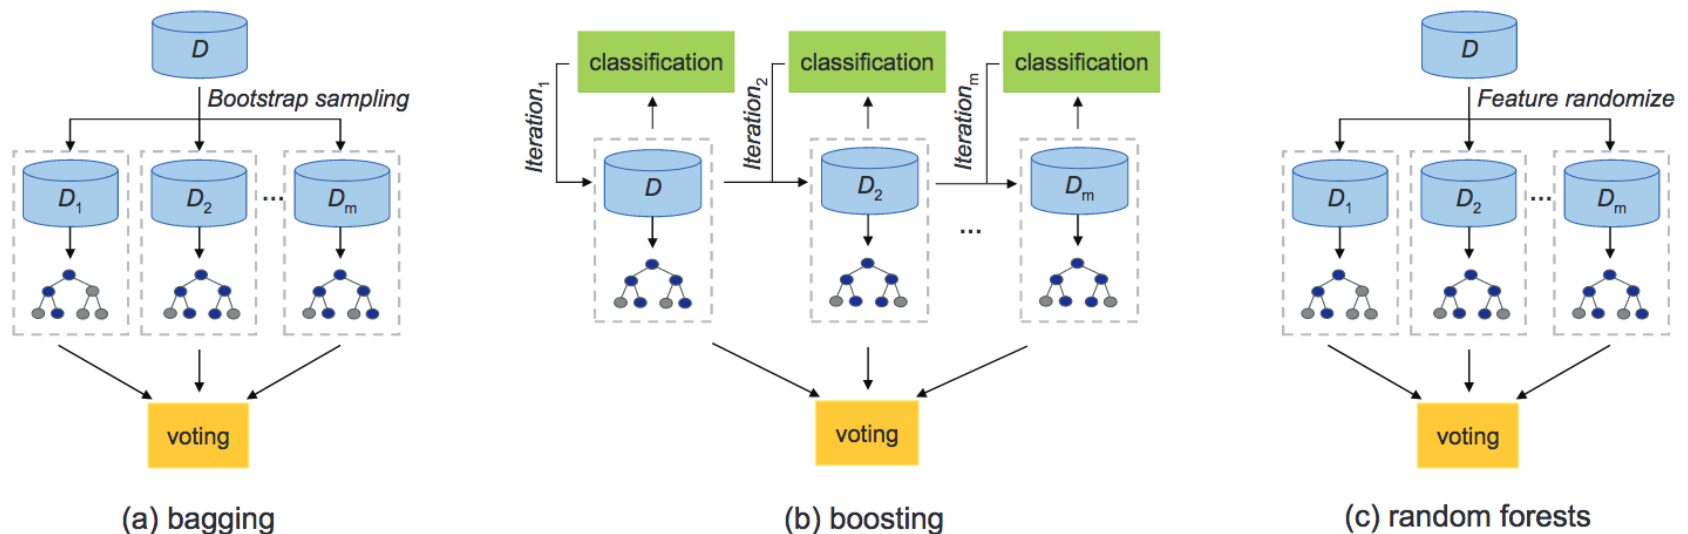 D
Bootstrap sampling
D1
D2
...
Dm
voting
(a) bagging
classification
classification
classification
Iteration1
Iteration2
Iterationm
D
D2
...
Dm
voting
(b) boosting
D
Feature randomize
D1
D2
...
Dm
voting
(c) random forests